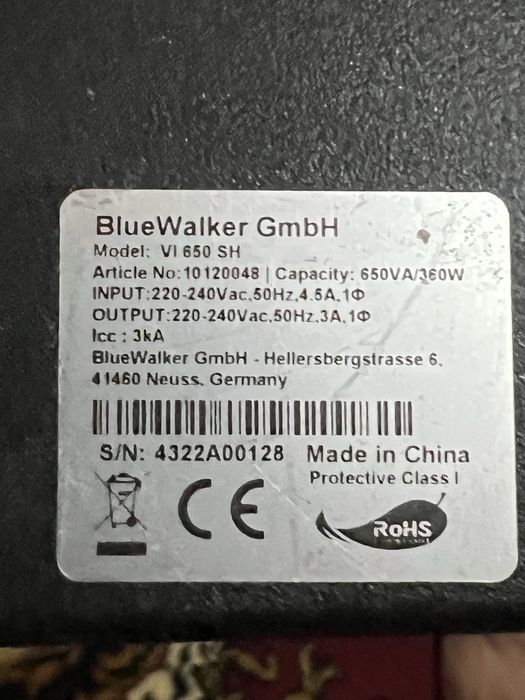 BlueWalker GmbH
Model: VI 650 SH
Article No:10120048 | Capacity: 650VA/360W
INPUT:220-240Vac,50Hz,4.5A,1Φ
OUTPUT:220-240Vac,50Hz,3A,1Φ
Icc : 3kA
BlueWalker GmbH - Hellersbergstrasse 6,
41460 Neuss, Germany
S/N: 4322A00128 Made in China
Protective Class I
CE
RoHS